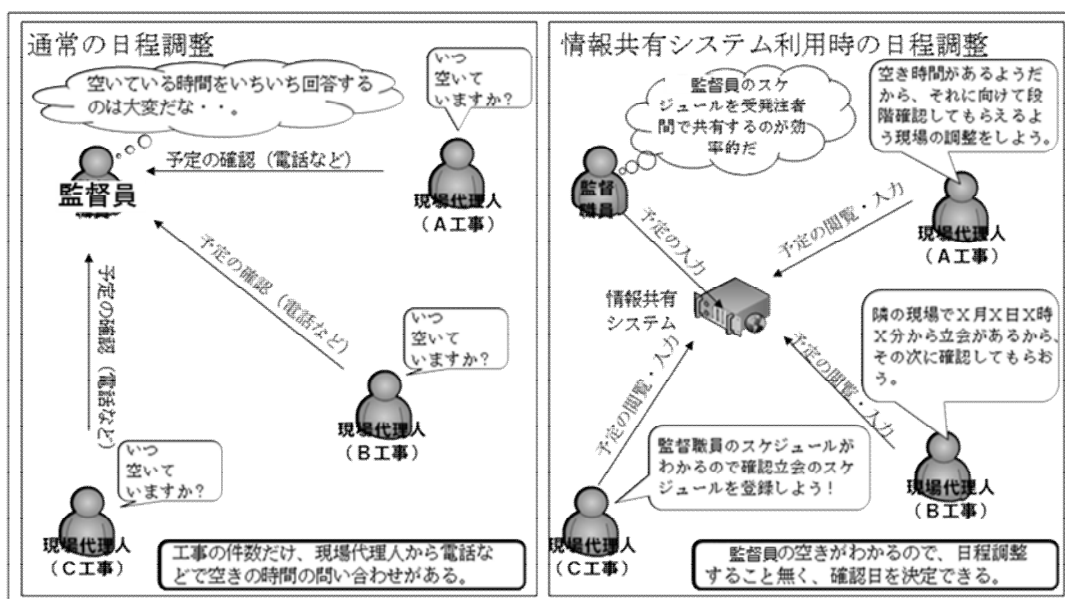 通常の日程調整
空いている時間をいちいち回答する
のは大変だな・・。
いつ
空いて
いますか?
予定の確認（電話など）
監督員
現場代理人
（A工事）
予定の確認（電話など）
予定の確認（電話など）
いつ
空いて
いますか?
現場代理人
（B工事）
いつ
空いて
いますか?
現場代理人
（C工事）
工事の件数だけ、現場代理人から電話な
どで空きの時間の問い合わせがある。
情報共有システム利用時の日程調整
監督員のスケ
ジュールを受発注者
間で共有するのが効
率的だ
空き時間があるようだ
から、それに向けて段
階確認してもらえるよ
う現場の調整をしよう。
監督
職員
予定の入力
予定の閲覧・入力
現場代理人
（A工事）
情報共有
システム
隣の現場でX月X日X時
X分から立会があるから、
その次に確認してもらお
う。
予定の閲覧・入力
予定の閲覧・入力
監督職員のスケジュールが
わかるので確認立会のスケ
ジュールを登録しよう！
現場代理人
（B工事）
現場代理人
（C工事）
監督員の空きがわかるので、日程調整
すること無く、確認日を決定できる。